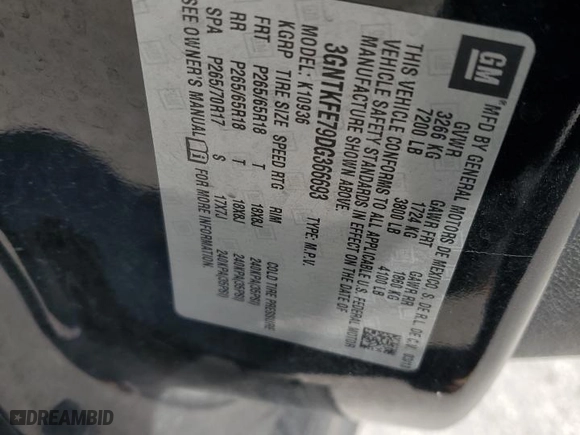 GM
MFD BY GENERAL MOTORS DE MEXICO, S. DE R.L. DE C.V.
GVWR GAWR FRT GAWR RR
3266 KG 1724 KG 1860 KG
7200 LB 3800 LB 4100 LB
THIS VEHICLE CONFORMS TO ALL APPLICABLE U.S. FEDERAL MOTOR
VEHICLE SAFETY STANDARDS IN EFFECT ON THE DATE OF
MANUFACTURE SHOWN ABOVE.
3GNTKFE79DG366693 TYPE: M.P.V.
MODEL: K10936
KGRP TIRE SIZE SPEED RTG RIM COLD TIRE PRESSURE
FRT P265/65R18 T 18X8J 240KPA(35PSI)
RR P265/65R18 T 18X8J 240KPA(35PSI)
SPA P265/70R17 S 17X7J 240KPA(35PSI)
SEE OWNER'S MANUAL FOR MORE INFORMATION
DREAMBID